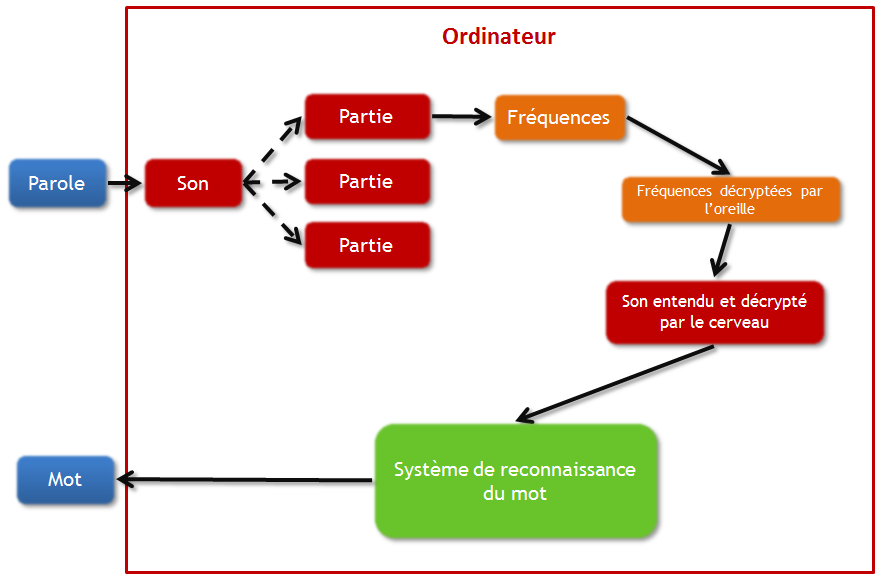 Ordinateur
Partie
Fréquences
Parole
Son
Partie
Fréquences décryptées par
l'oreille
Partie
Son entendu et décrypté
par le cerveau
Système de reconnaissance
du mot
Mot